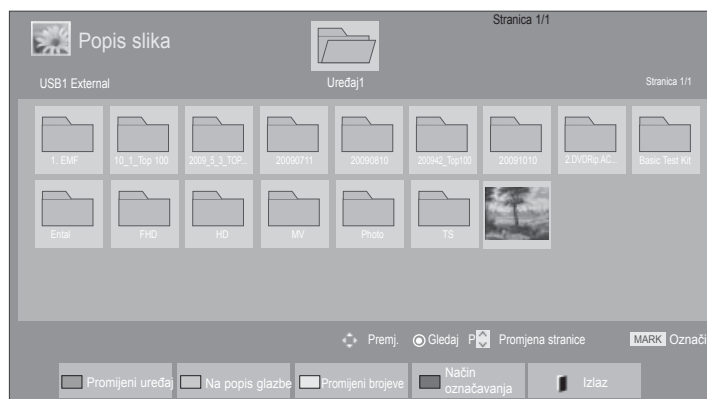 Stranica 1/1
Popis slika
USB1 External
Uređaj1
Stranica 1/1
1. EMF
10_1_Top 100
2009_5_3_TOP...
20090711
20090810
200942_Top100
20091010
2.DVDRip.AC...
Basic Test Kit
Ental
FHD
HD
MV
Photo
TS
Premj.
Gledaj
P Promjena stranice
MARK Označi
Promijeni uređaj
Na popis glazbe
Promijeni brojeve
Način
označavanja
Izlaz